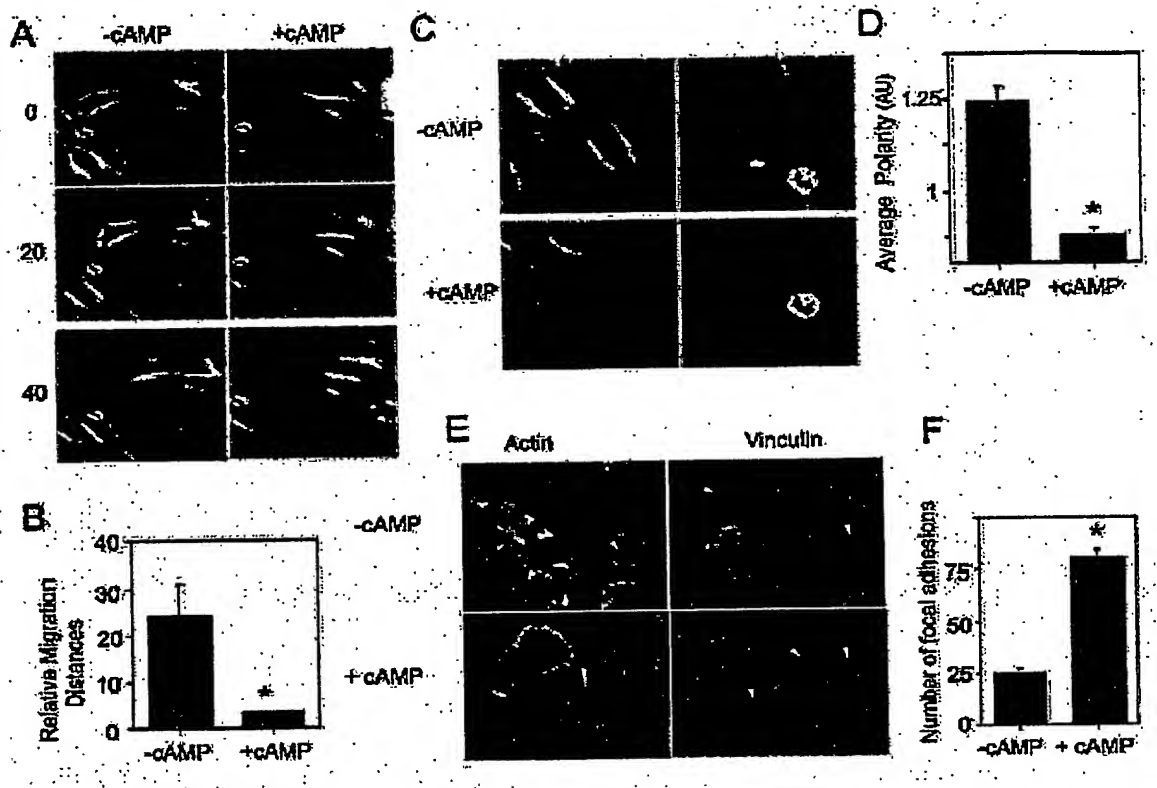 A
-cAMP
+cAMP
0
20
40
B
Relative Migration
Distances
40
30
20
10
0
*
-cAMP
+cAMP
C
-cAMP
+cAMP
D
Average Polarity (AU)
1.25
1
*
-cAMP
+cAMP
E
Actin
Vinculin
-cAMP
+cAMP
F
Number of focal adhesions
75
50
25
0
*
-cAMP
+ cAMP